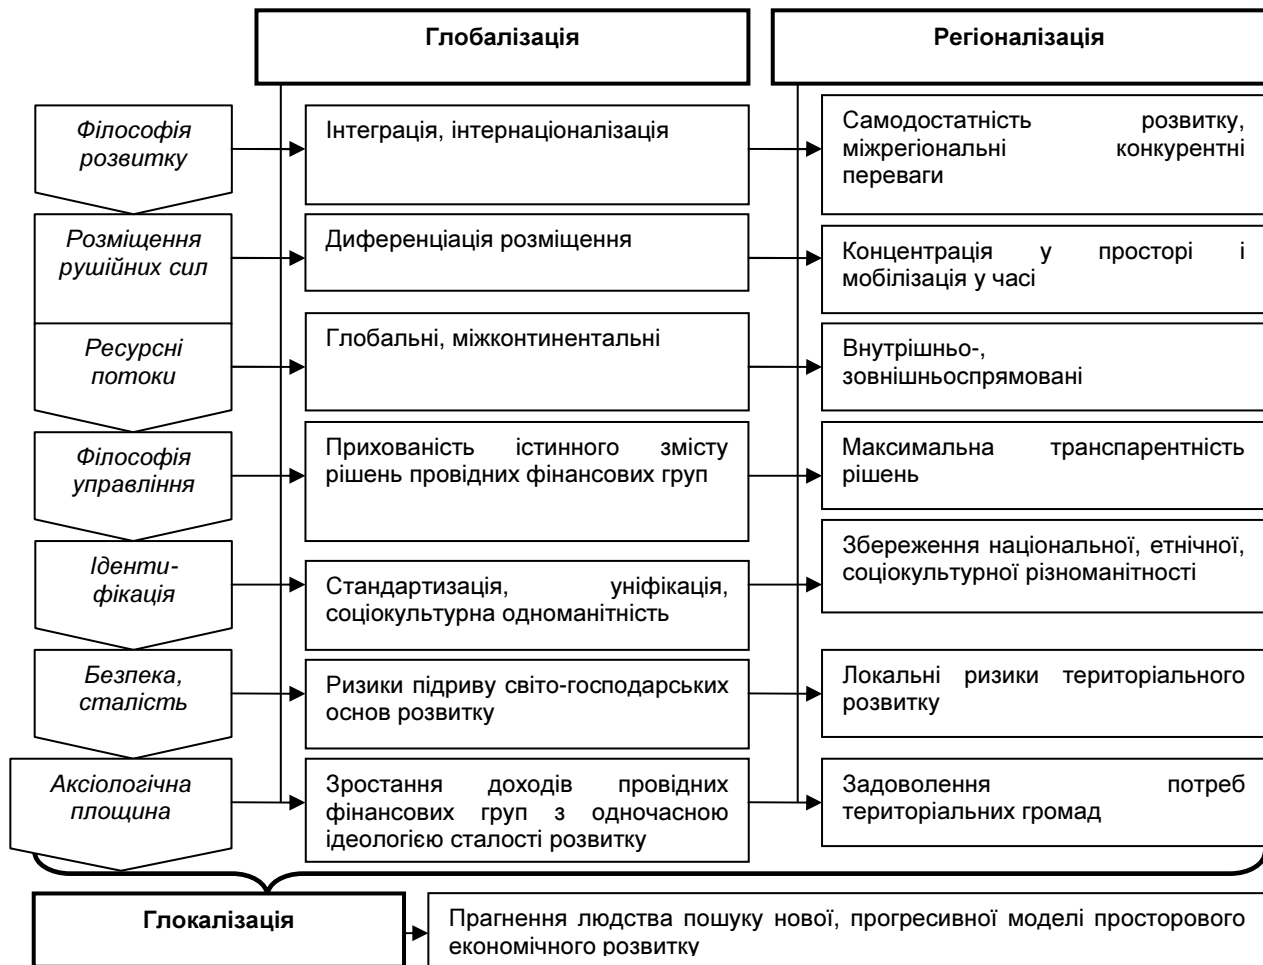 Глобалізація
Регіоналізація
Філософія
розвитку
Інтеграція, інтернаціоналізація
Самодостатність розвитку,
міжрегіональні конкурентні
переваги
Розміщення
рушійних сил
Диференціація розміщення
Концентрація у просторі і
мобілізація у часі
Ресурсні
потоки
Глобальні, міжконтинентальні
Внутрішньо-,
зовнішньоспрямовані
Філософія
управління
Прихованість істинного змісту
рішень провідних фінансових груп
Максимальна транспарентність
рішень
Іденти-
фікація
Стандартизація, уніфікація,
соціокультурна одноманітність
Збереження національної, етнічної,
соціокультурної різноманітності
Безпека,
сталість
Ризики підриву світо-господарських
основ розвитку
Локальні ризики територіального
розвитку
Аксіологічна
площина
Зростання доходів провідних
фінансових груп з одночасною
ідеологією сталості розвитку
Задоволення потреб
територіальних громад
Глокалізація
Прагнення людства пошуку нової, прогресивної моделі просторового
економічного розвитку